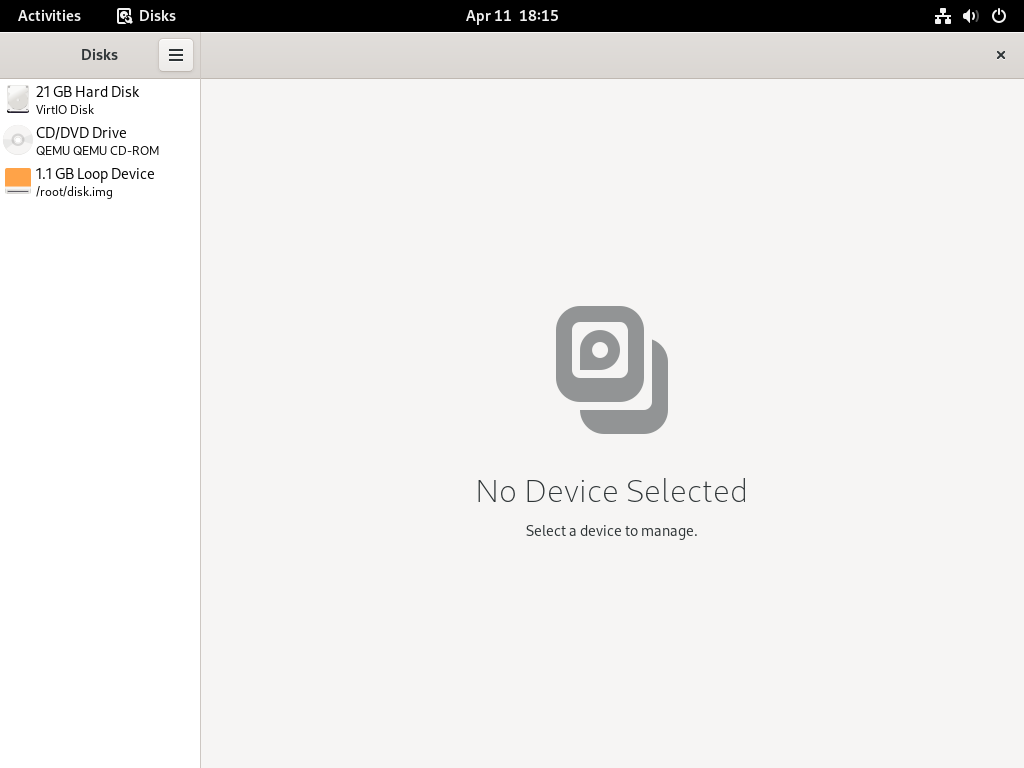 Activities
Disks
Apr 11 18:15
Disks
21 GB Hard Disk
VirtIO Disk
CD/DVD Drive
QEMU QEMU CD-ROM
1.1 GB Loop Device
/root/disk.img
No Device Selected
Select a device to manage.